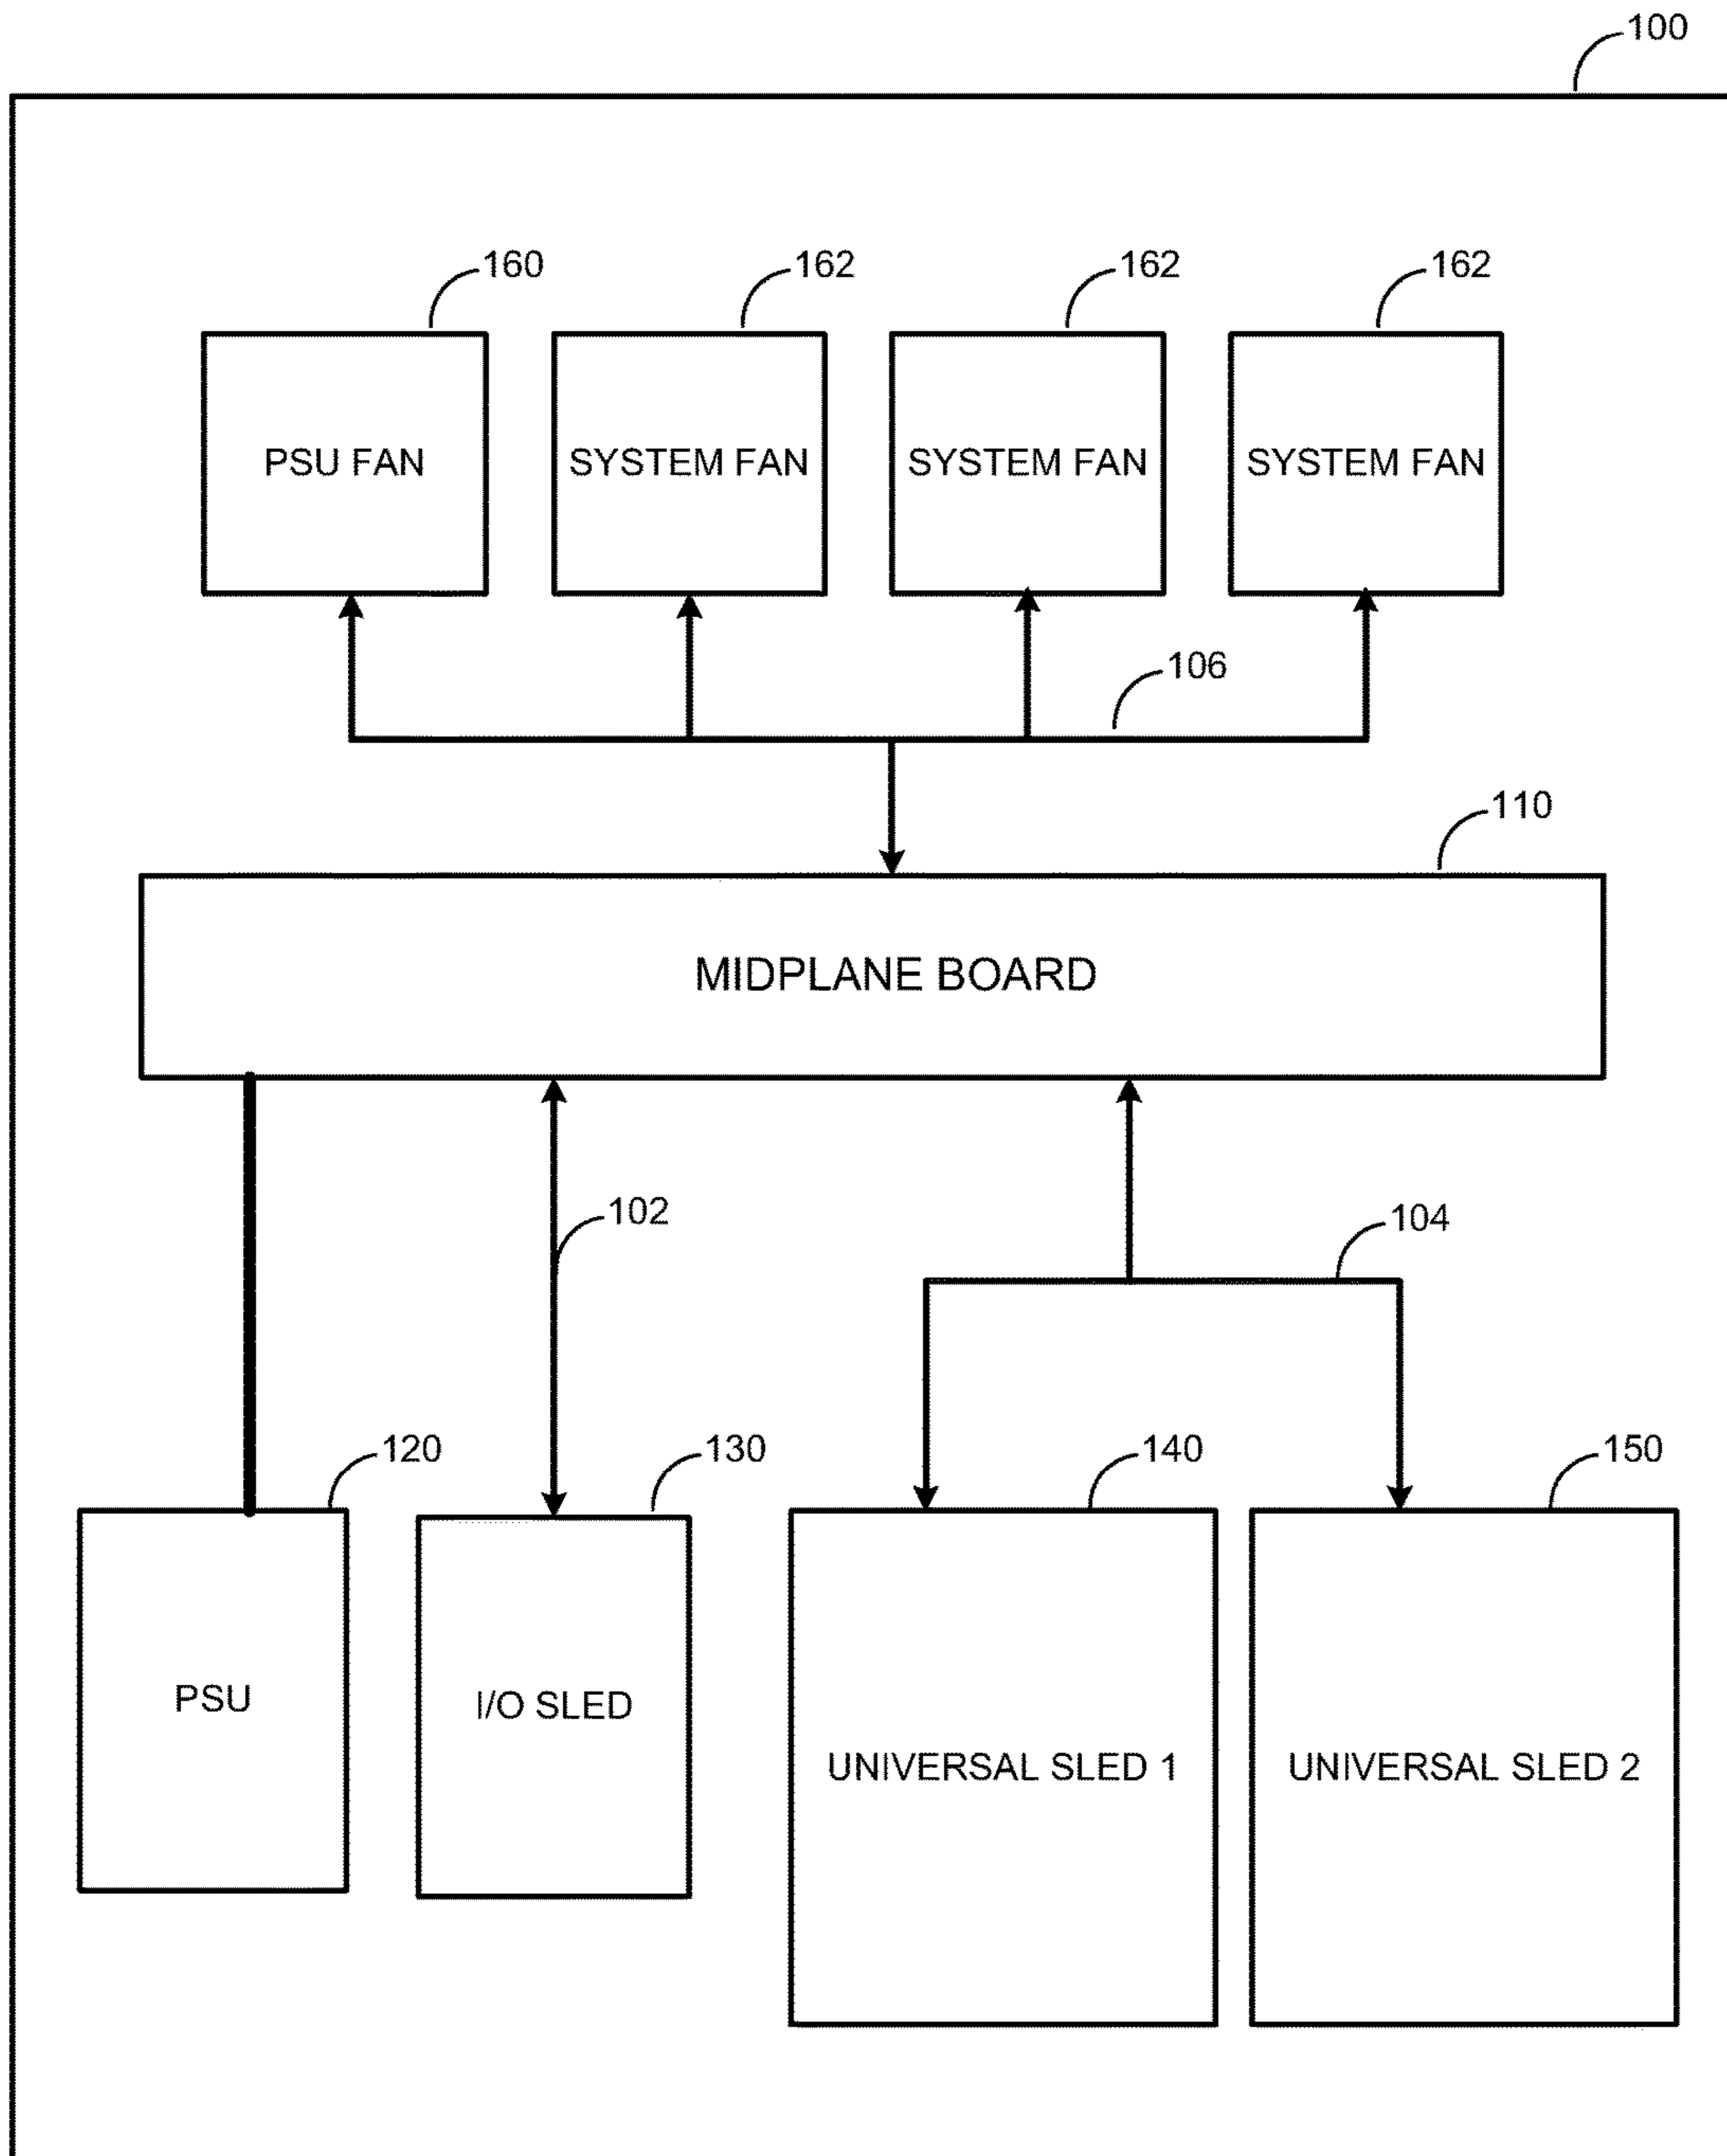 100
160
162
162
162
PSU FAN
SYSTEM FAN
SYSTEM FAN
SYSTEM FAN
106
110
MIDPLANE BOARD
102
104
120
130
140
150
PSU
I/O SLED
UNIVERSAL SLED 1
UNIVERSAL SLED 2